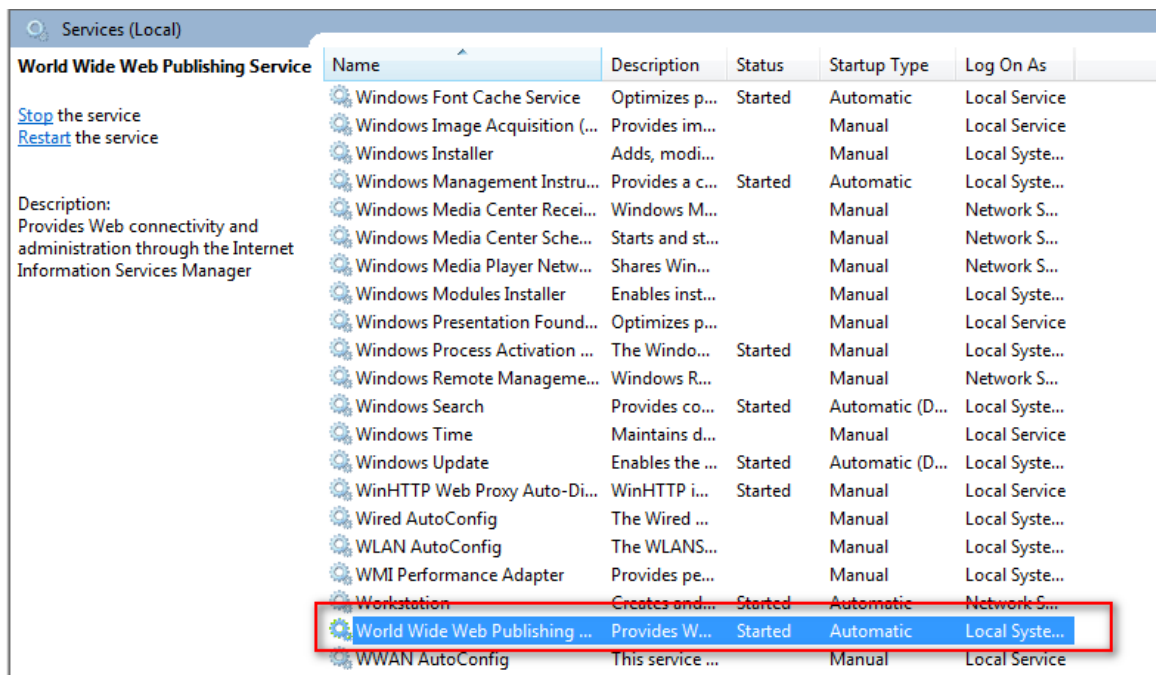 Services (Local)
World Wide Web Publishing Service
Stop the service
Restart the service
Description:
Provides Web connectivity and
administration through the Internet
Information Services Manager
Name Description Status Startup Type Log On As
Windows Font Cache Service Optimizes p... Started Automatic Local Service
Windows Image Acquisition (... Provides im... Manual Local Service
Windows Installer Adds, modi... Manual Local Syste...
Windows Management Instru... Provides a c... Started Automatic Local Syste...
Windows Media Center Recei... Windows M... Manual Network S...
Windows Media Center Sche... Starts and st... Manual Network S...
Windows Media Player Netw... Shares Win... Manual Network S...
Windows Modules Installer Enables inst... Manual Local Syste...
Windows Presentation Found... Optimizes p... Manual Local Service
Windows Process Activation ... The Windo... Started Manual Local Syste...
Windows Remote Manageme... Windows R... Manual Network S...
Windows Search Provides co... Started Automatic (D... Local Syste...
Windows Time Maintains d... Manual Local Service
Windows Update Enables the ... Started Automatic (D... Local Syste...
WinHTTP Web Proxy Auto-Di... WinHTTP i... Started Manual Local Service
Wired AutoConfig The Wired ... Manual Local Syste...
WLAN AutoConfig The WLANS... Manual Local Syste...
WMI Performance Adapter Provides pe... Manual Local Syste...
Workstation Creates and... Started Automatic Network S...
World Wide Web Publishing ... Provides W... Started Automatic Local Syste...
WWAN AutoConfig This service ... Manual Local Service